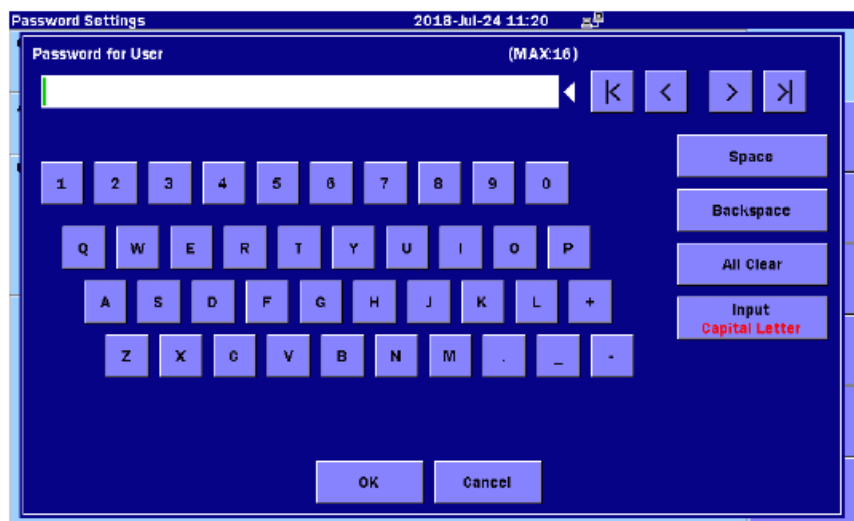 Password Settings 2018-Jul-24 11:20
Password for User (MAX:16)
|< < > >|
Space
1 2 3 4 5 6 7 8 9 0
Backspace
Q W E R T Y U I O P
All Clear
A S D F G H J K L +
Input
Capital Letter
Z X C V B N M . _ -
OK Cancel